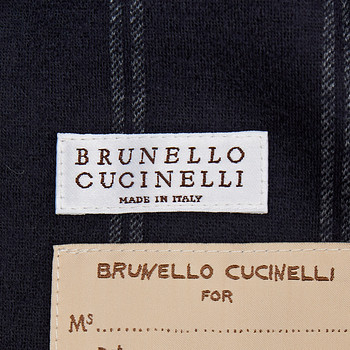 BRUNELLO
CUCINELLI
MADE IN ITALY
BRUNELLO CUCINELLI
FOR
Ms